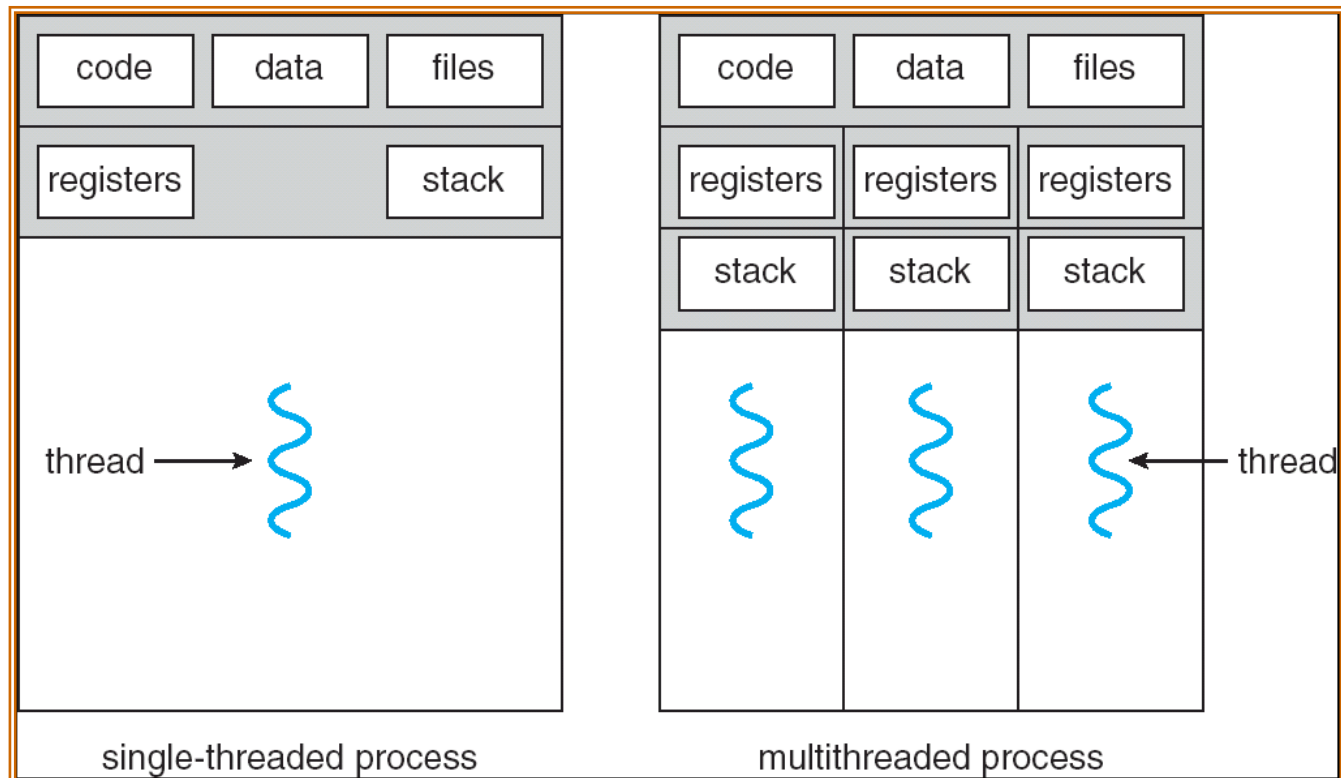 code data files
registers stack
thread
single-threaded process
code data files
registers registers registers
stack stack stack
thread
multithreaded process